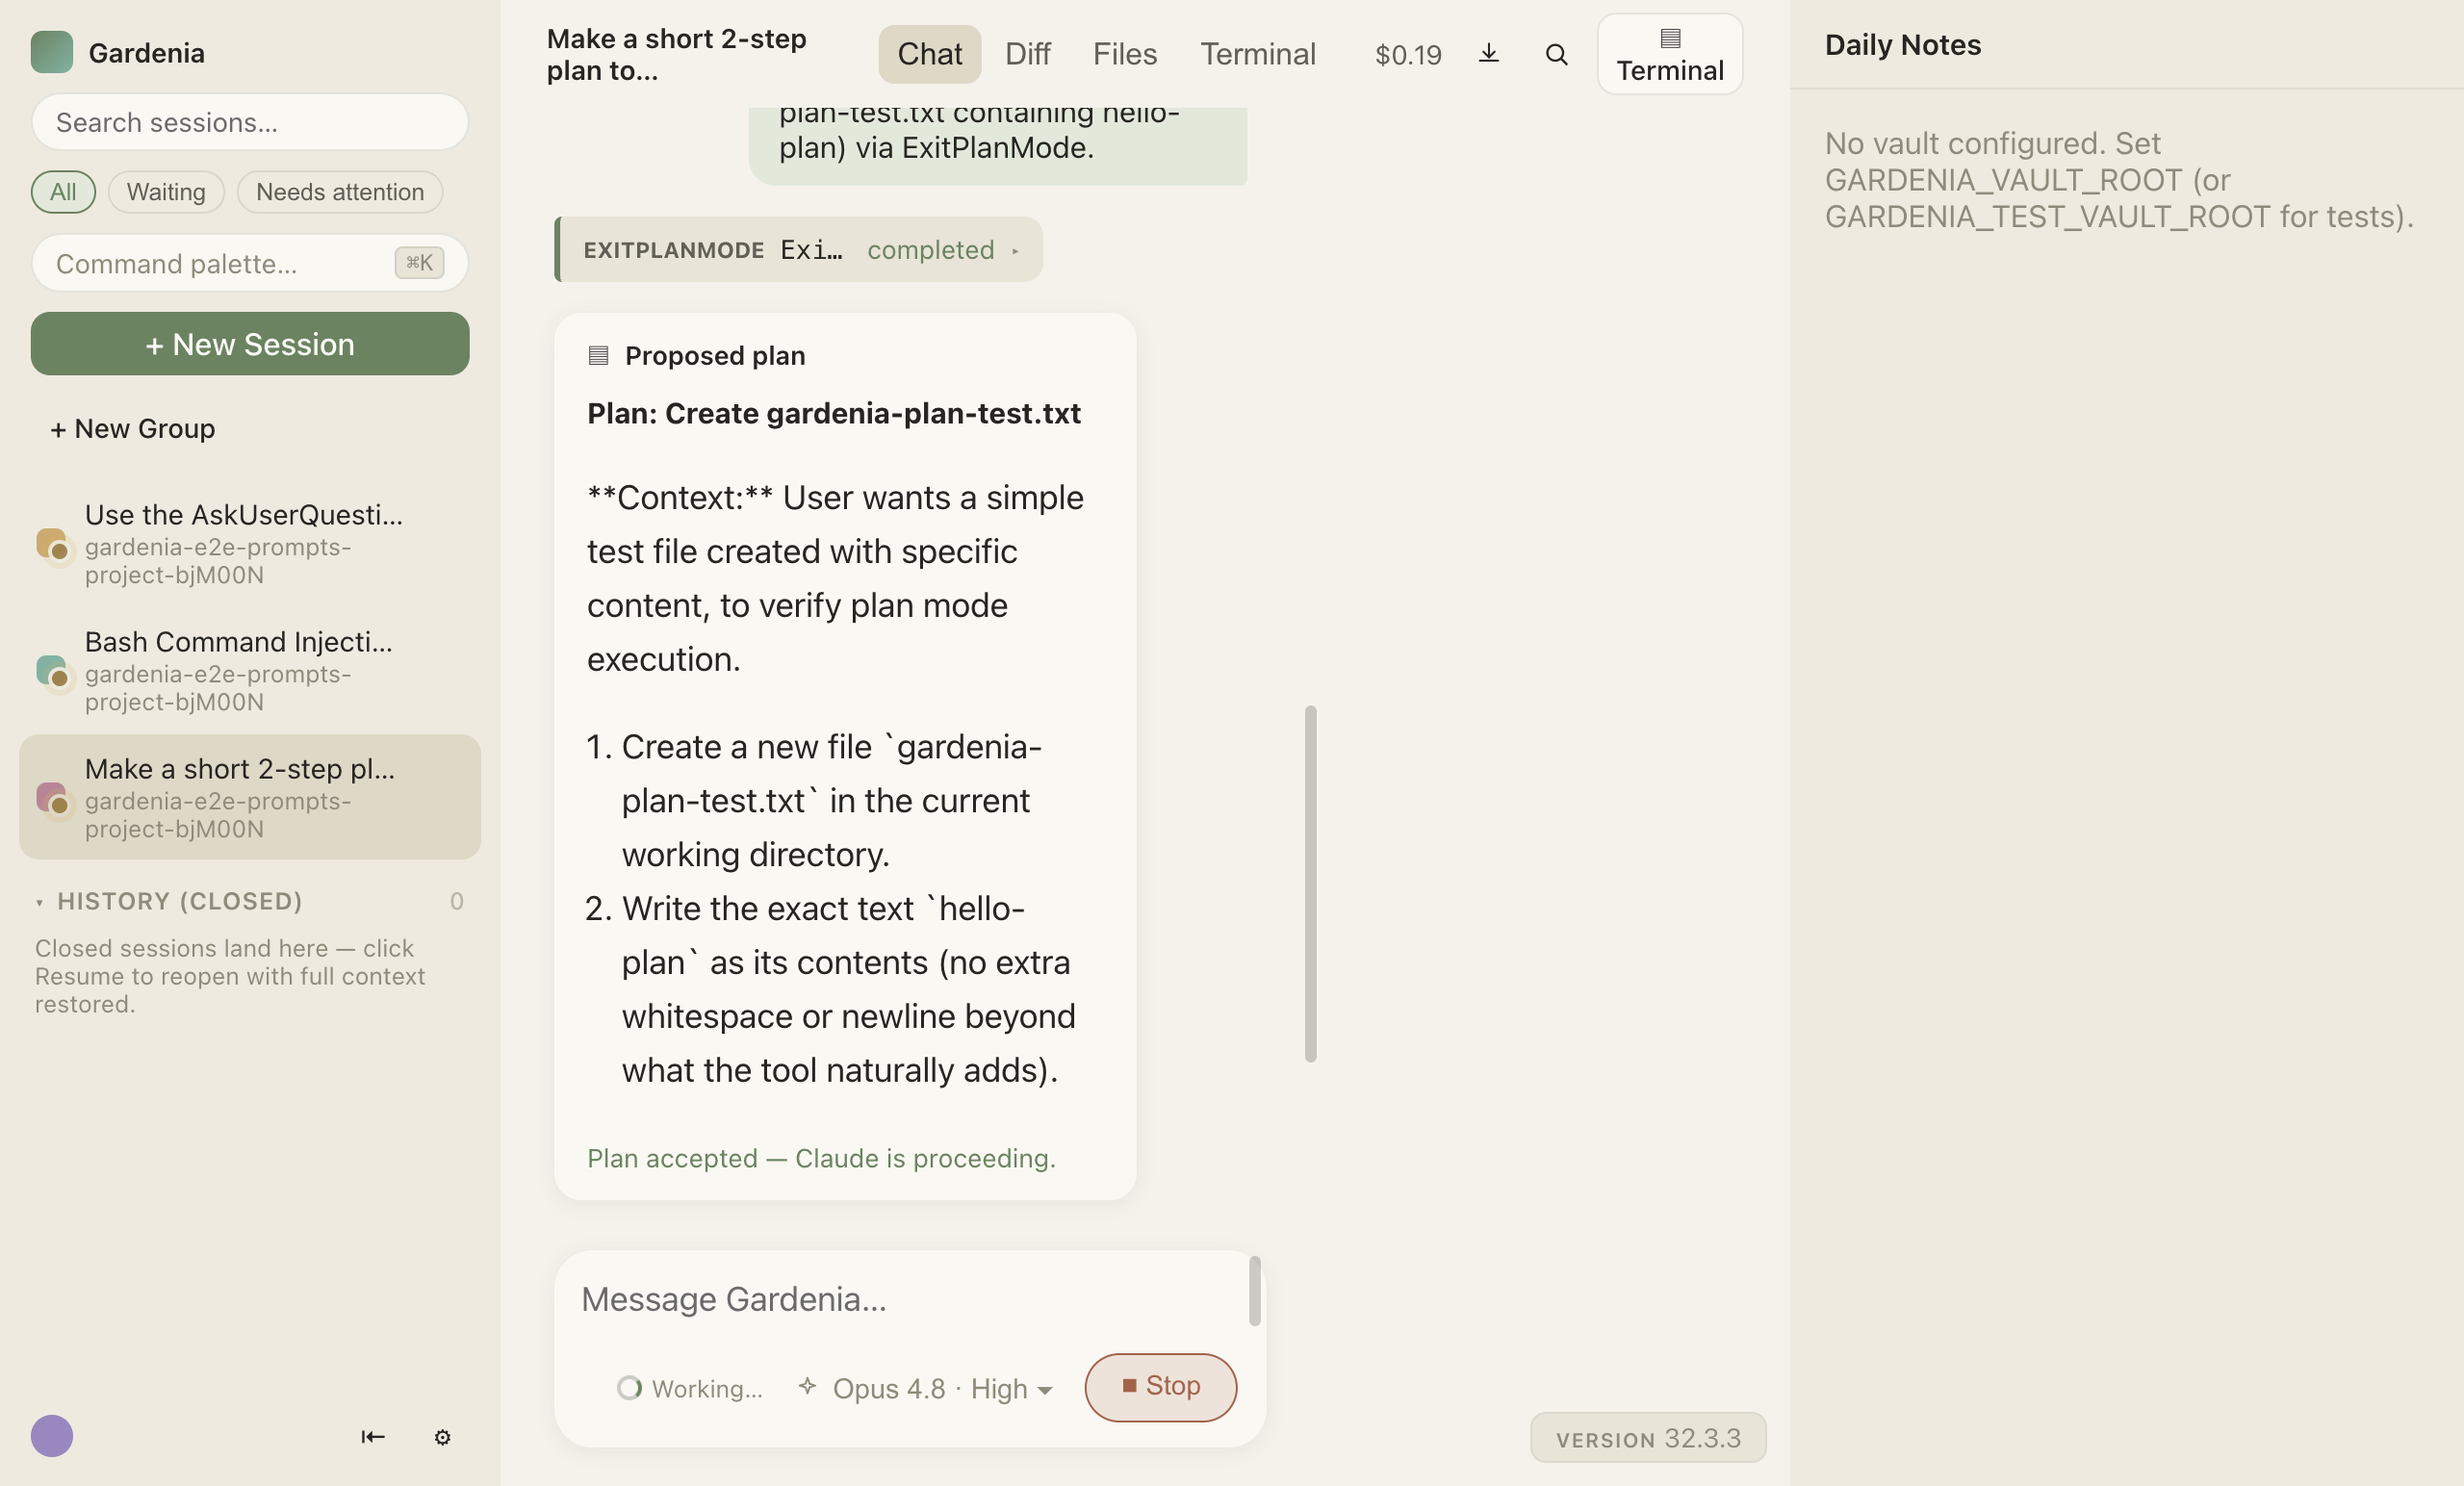 Gardenia
Search sessions...
All
Waiting
Needs attention
Command palette...
⌘K
+ New Session
+ New Group
Use the AskUserQuesti...
gardenia-e2e-prompts-
project-bjM00N
Bash Command Injecti...
gardenia-e2e-prompts-
project-bjM00N
Make a short 2-step pl...
gardenia-e2e-prompts-
project-bjM00N
HISTORY (CLOSED)
0
Closed sessions land here — click
Resume to reopen with full context
restored.
Make a short 2-step
plan to...
Chat
Diff
Files
Terminal
$0.19
Terminal
plan-test.txt containing hello-
plan) via ExitPlanMode.
EXITPLANMODE Exi… completed
Proposed plan
Plan: Create gardenia-plan-test.txt
**Context:** User wants a simple
test file created with specific
content, to verify plan mode
execution.
1. Create a new file `gardenia-
plan-test.txt` in the current
working directory.
2. Write the exact text `hello-
plan` as its contents (no extra
whitespace or newline beyond
what the tool naturally adds).
Plan accepted — Claude is proceeding.
Message Gardenia...
Working...
Opus 4.8 · High
Stop
VERSION 32.3.3
Daily Notes
No vault configured. Set
GARDENIA_VAULT_ROOT (or
GARDENIA_TEST_VAULT_ROOT for tests).